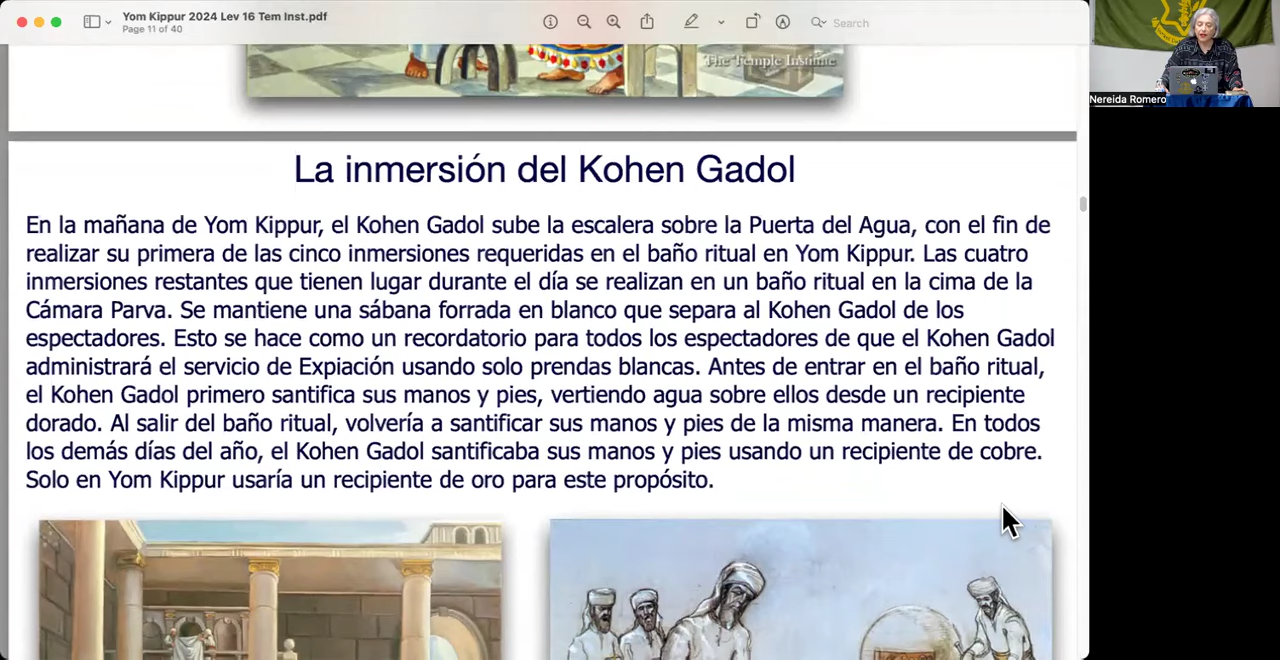 Yom Kippur 2024 Lev 16 Tem Inst.pdf
Page 11 of 40
Search
The Temple Institute
Nereida Romero
La inmersión del Kohen Gadol
En la mañana de Yom Kippur, el Kohen Gadol sube la escalera sobre la Puerta del Agua, con el fin de
realizar su primera de las cinco inmersiones requeridas en el baño ritual en Yom Kippur. Las cuatro
inmersiones restantes que tienen lugar durante el día se realizan en un baño ritual en la cima de la
Cámara Parva. Se mantiene una sábana forrada en blanco que separa al Kohen Gadol de los
espectadores. Esto se hace como un recordatorio para todos los espectadores de que el Kohen Gadol
administrará el servicio de Expiación usando solo prendas blancas. Antes de entrar en el baño ritual,
el Kohen Gadol primero santifica sus manos y pies, vertiendo agua sobre ellos desde un recipiente
dorado. Al salir del baño ritual, volvería a santificar sus manos y pies de la misma manera. En todos
los demás días del año, el Kohen Gadol santificaba sus manos y pies usando un recipiente de cobre.
Solo en Yom Kippur usaría un recipiente de oro para este propósito.